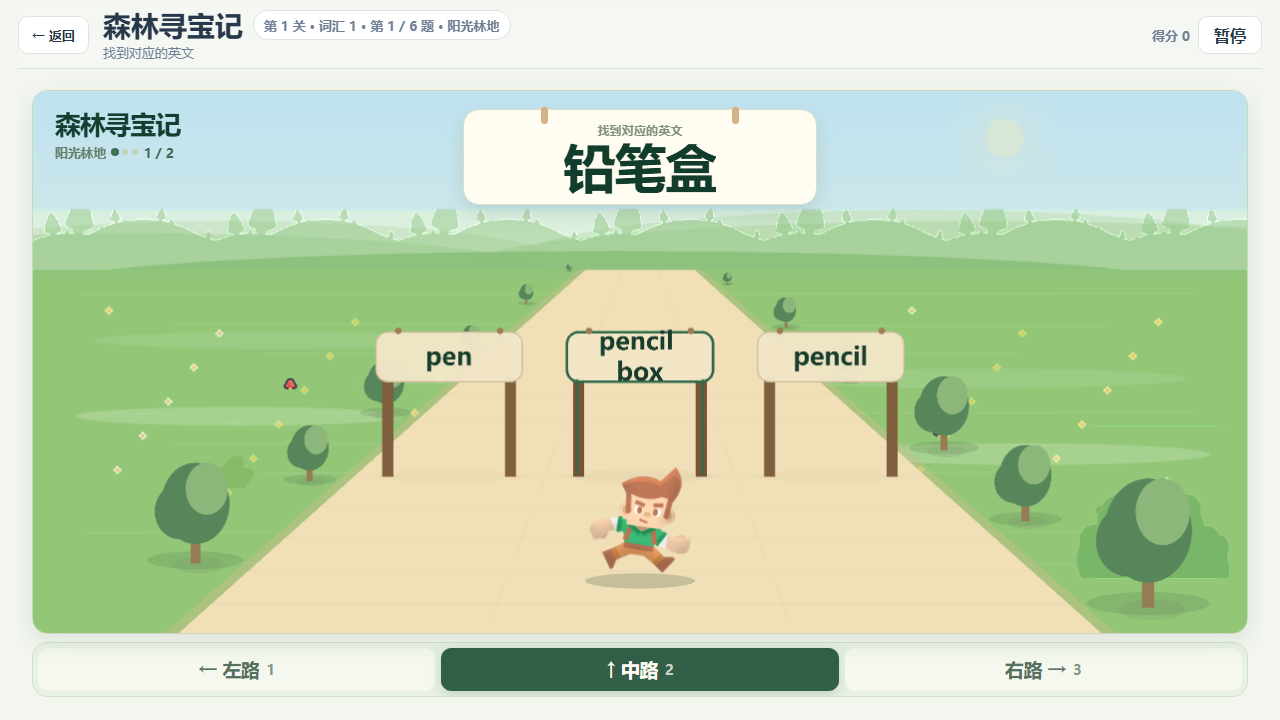 ← 返回
森林寻宝记
第 1 关 • 词汇 1 • 第 1 / 6 题 • 阳光林地
找到对应的英文
得分 0
暂停
森林寻宝记
阳光林地 1 / 2
找到对应的英文
铅笔盒
pen
pencil
box
pencil
← 左路 1
↑ 中路 2
右路 → 3